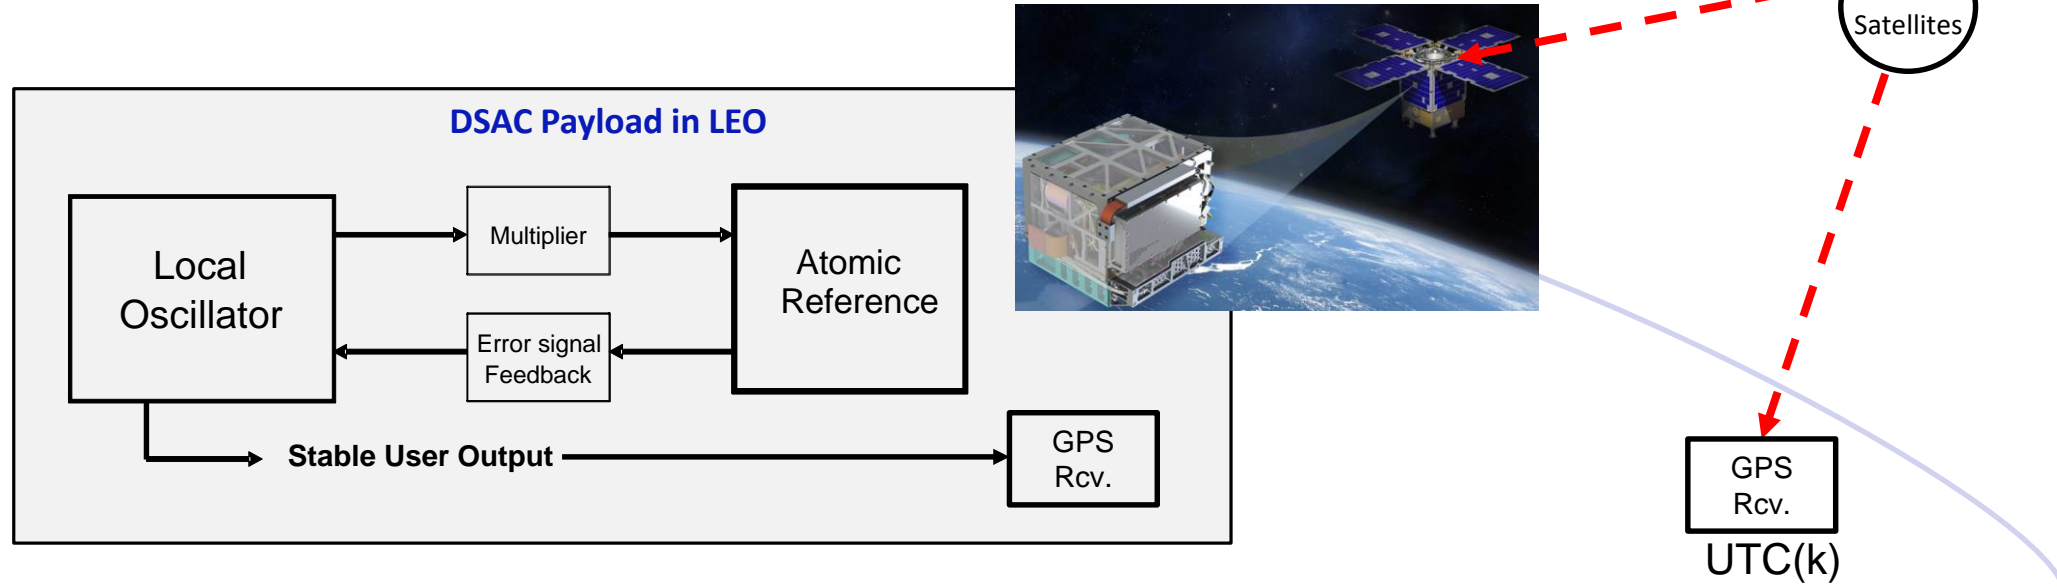 Satellites
DSAC Payload in LEO
Local
Oscillator
Multiplier
Atomic
Reference
Error signal
Feedback
Stable User Output
GPS
Rcv.
GPS
Rcv.
UTC(k)